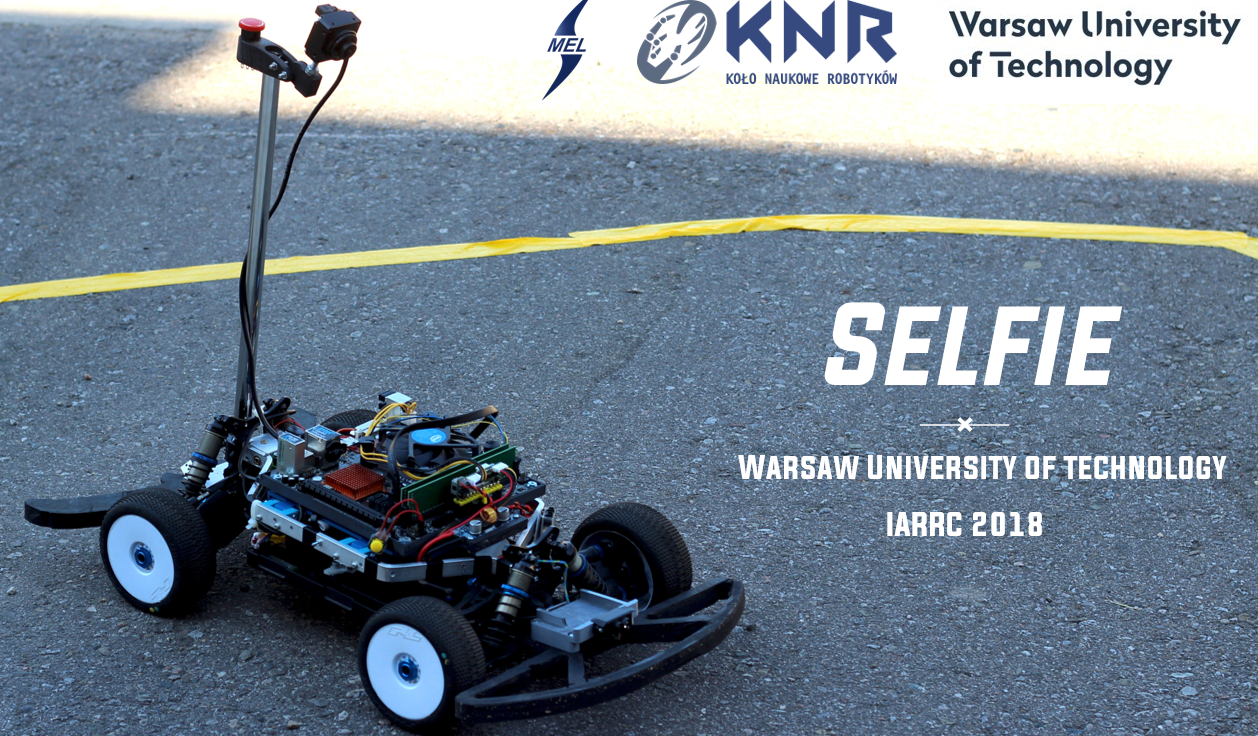 MEL
KNR
KOŁO NAUKOWE ROBOTYKÓW
Warsaw University
of Technology
SELFIE
WARSAW UNIVERSITY OF TECHNOLOGY
IARRC 2018